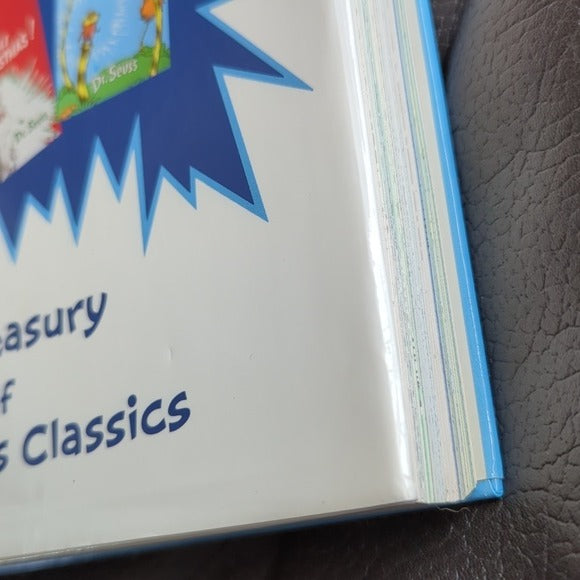 Dr. Seuss
easury
f
s Classics